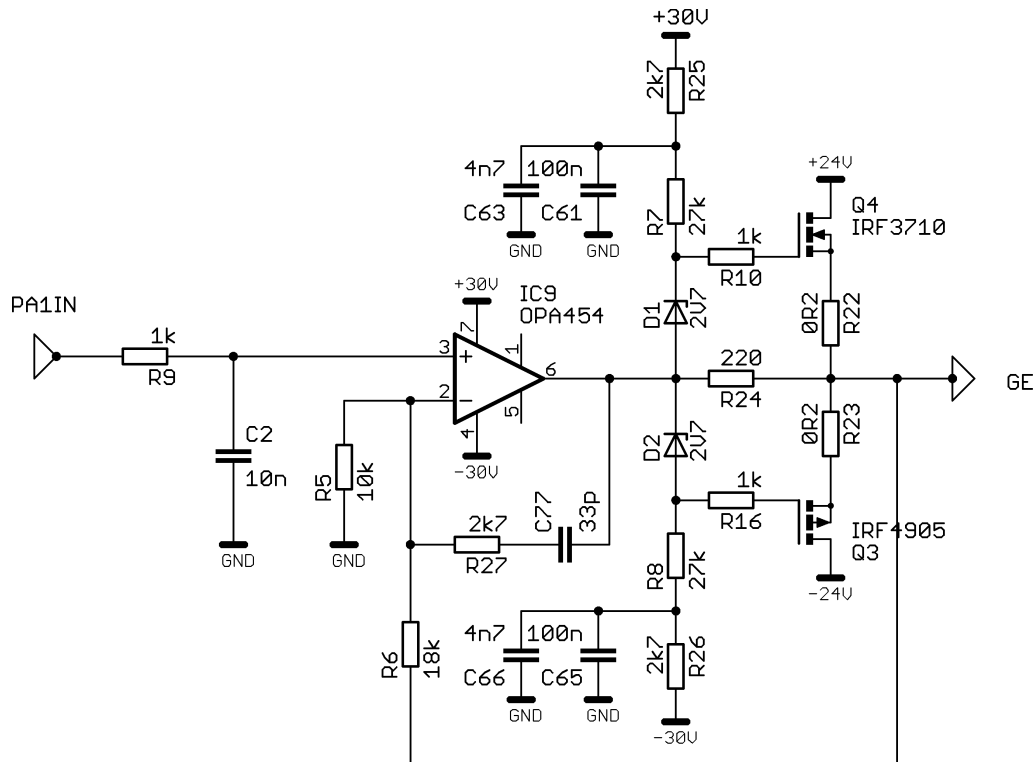 +30V
2k7
R25
4n7
100n
C63
C61
GND
GND
R7
27k
+24V
Q4
IRF3710
1k
R10
+30V
IC9
OPA454
D1
2V7
0R2
R22
PA1IN
1k
R9
3
+
7
1
6
2
−
4
5
-30V
220
R24
GE
C2
10n
GND
R5
10k
GND
D2
2V7
0R2
R23
1k
R16
IRF4905
Q3
-24V
2k7
R27
C77
33p
R8
27k
R6
18k
4n7
100n
C66
C65
GND
GND
2k7
R26
-30V